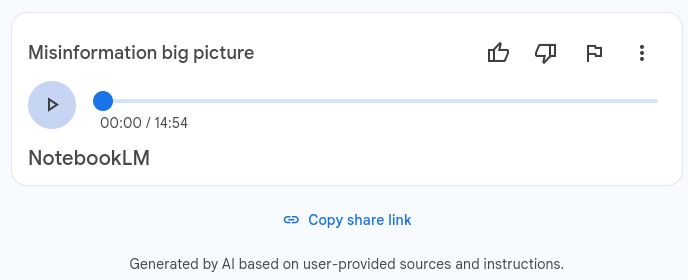 Misinformation big picture
00:00 / 14:54
NotebookLM
Copy share link
Generated by AI based on user-provided sources and instructions.